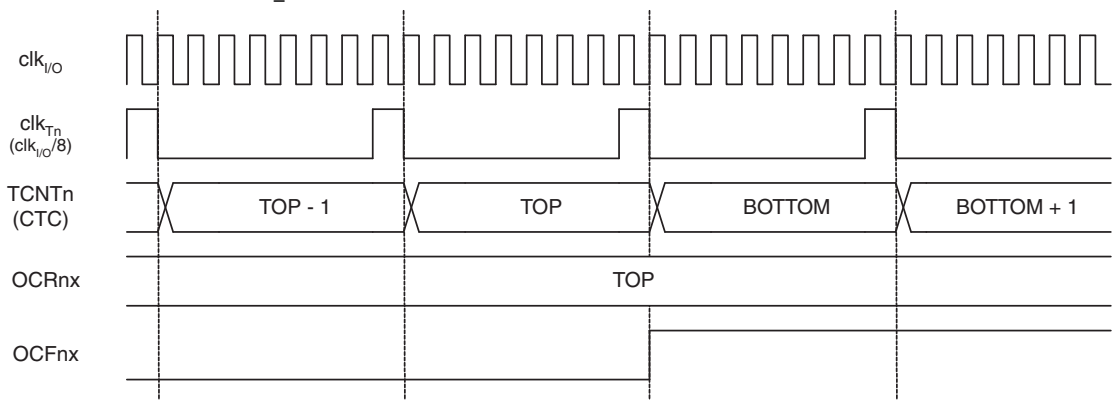 clkI/O
clkTn
(clkI/O/8)
TCNTn
(CTC)
TOP - 1
TOP
BOTTOM
BOTTOM + 1
OCRnx
TOP
OCFnx